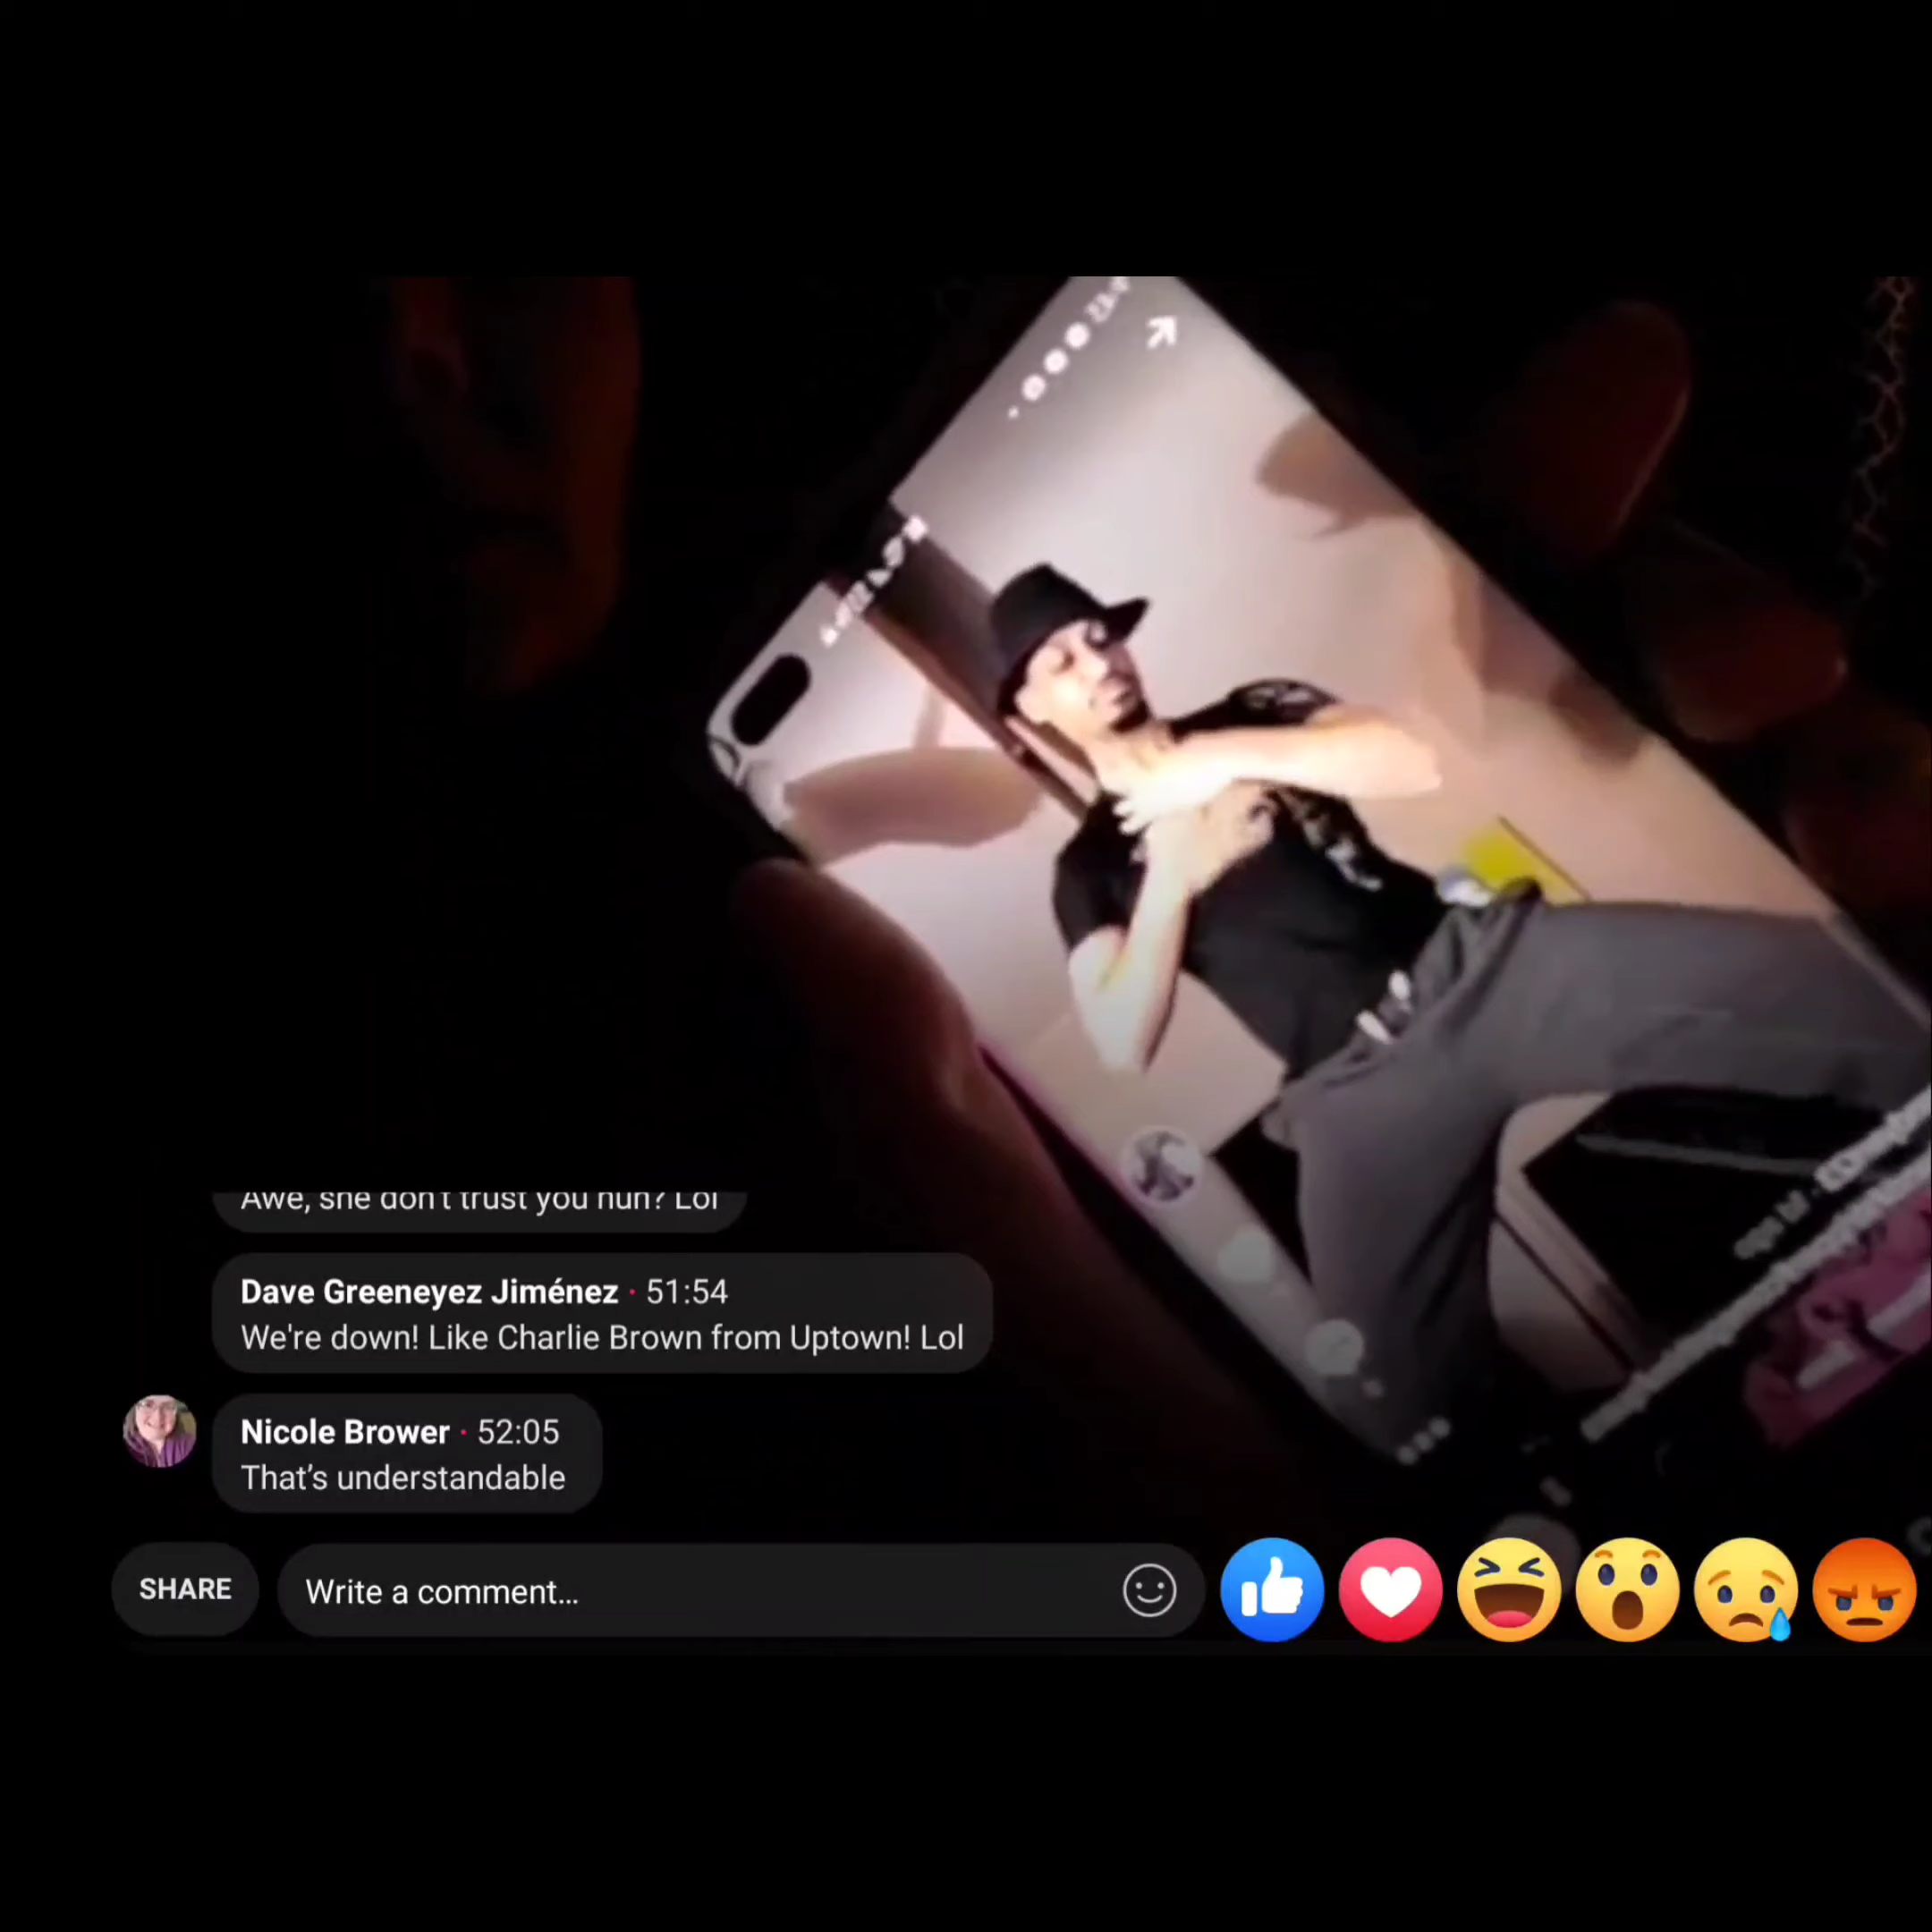 Awe, she don't trust you huh? Lol
Dave Greeneyez Jiménez · 51:54
We're down! Like Charlie Brown from Uptown! Lol
Nicole Brower · 52:05
That's understandable
SHARE
Write a comment...